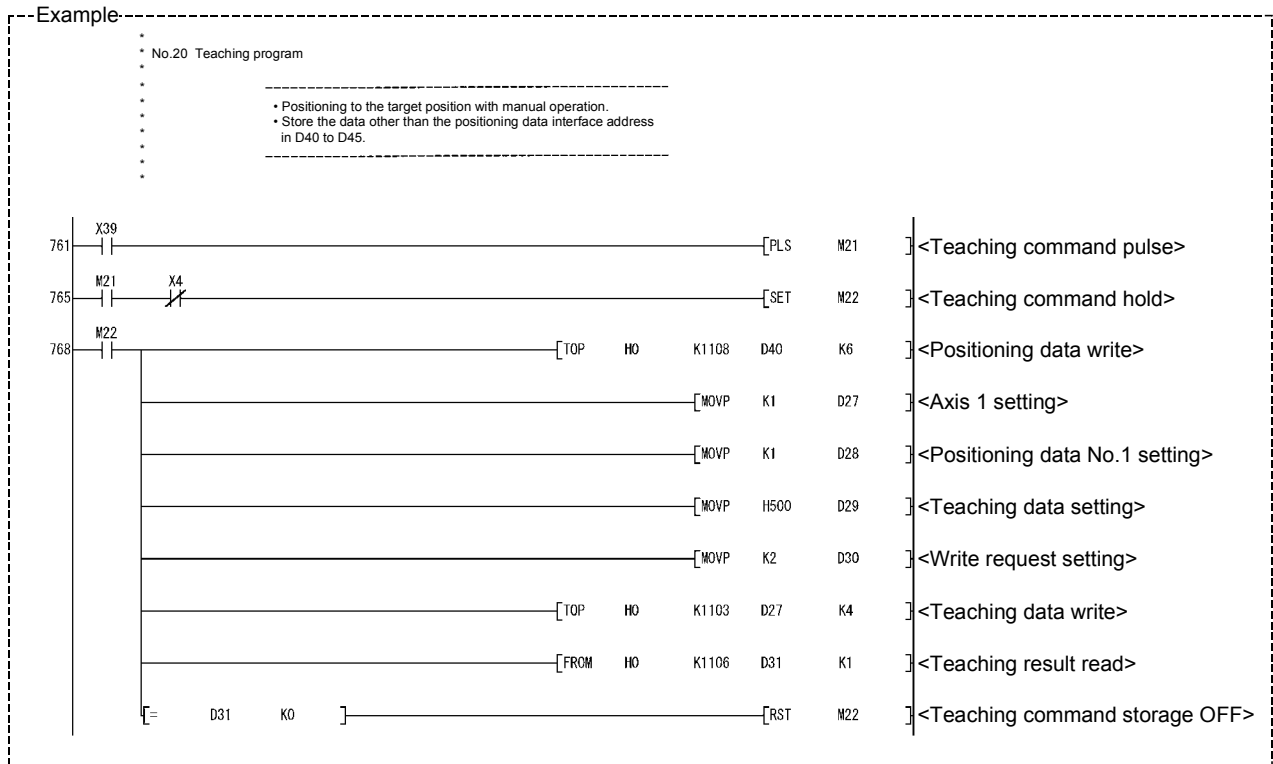 Example
*
* No.20 Teaching program
*
*
* • Positioning to the target position with manual operation.
* • Store the data other than the positioning data interface address
* in D40 to D45.
*
*
*
X39
761 PLS M21 <Teaching command pulse>
M21 X4
765 SET M22 <Teaching command hold>
M22
768 TOP H0 K1108 D40 K6 <Positioning data write>
MOVP K1 D27 <Axis 1 setting>
MOVP K1 D28 <Positioning data No.1 setting>
MOVP H500 D29 <Teaching data setting>
MOVP K2 D30 <Write request setting>
TOP H0 K1103 D27 K4 <Teaching data write>
FROM H0 K1106 D31 K1 <Teaching result read>
= D31 K0 RST M22 <Teaching command storage OFF>